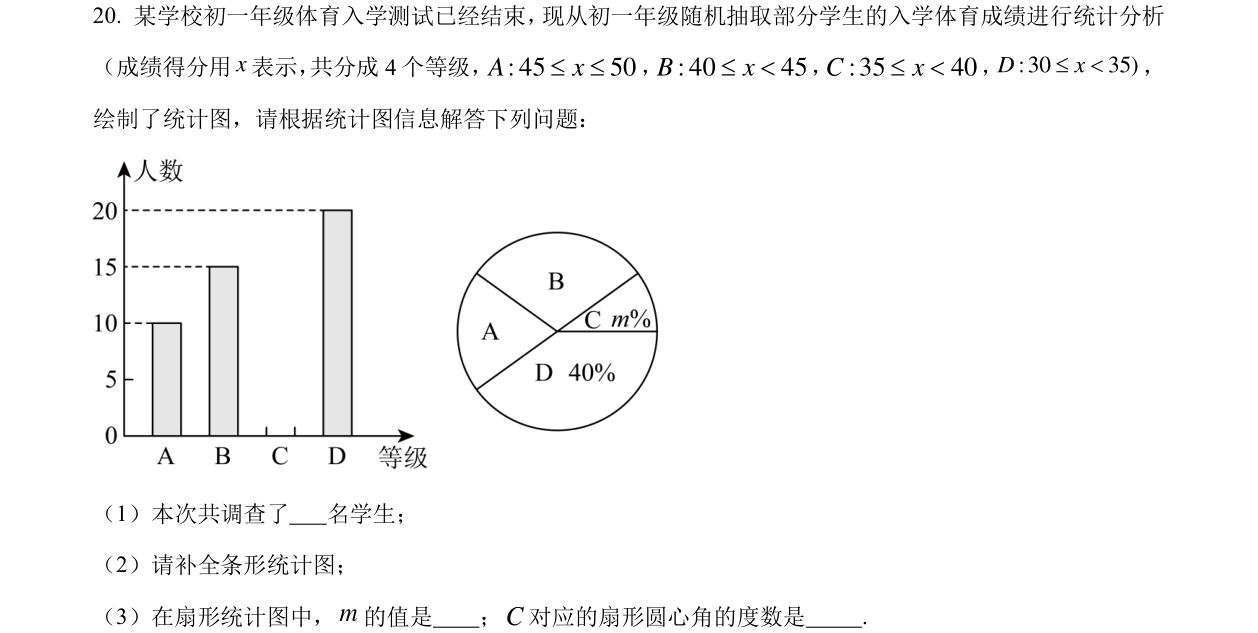 20. 某学校初一年级体育入学测试已经结束，现从初一年级随机抽取部分学生的入学体育成绩进行统计分析
（成绩得分用 x 表示，共分成 4 个等级，A : 45 ≤ x ≤ 50，B : 40 ≤ x < 45，C : 35 ≤ x < 40，D : 30 ≤ x < 35)，
绘制了统计图，请根据统计图信息解答下列问题：
人数
20
15
10
5
0
A B C D 等级
B
C m%
A
D 40%
（1）本次共调查了___名学生；
（2）请补全条形统计图；
（3）在扇形统计图中，m 的值是____；C 对应的扇形圆心角的度数是_____.